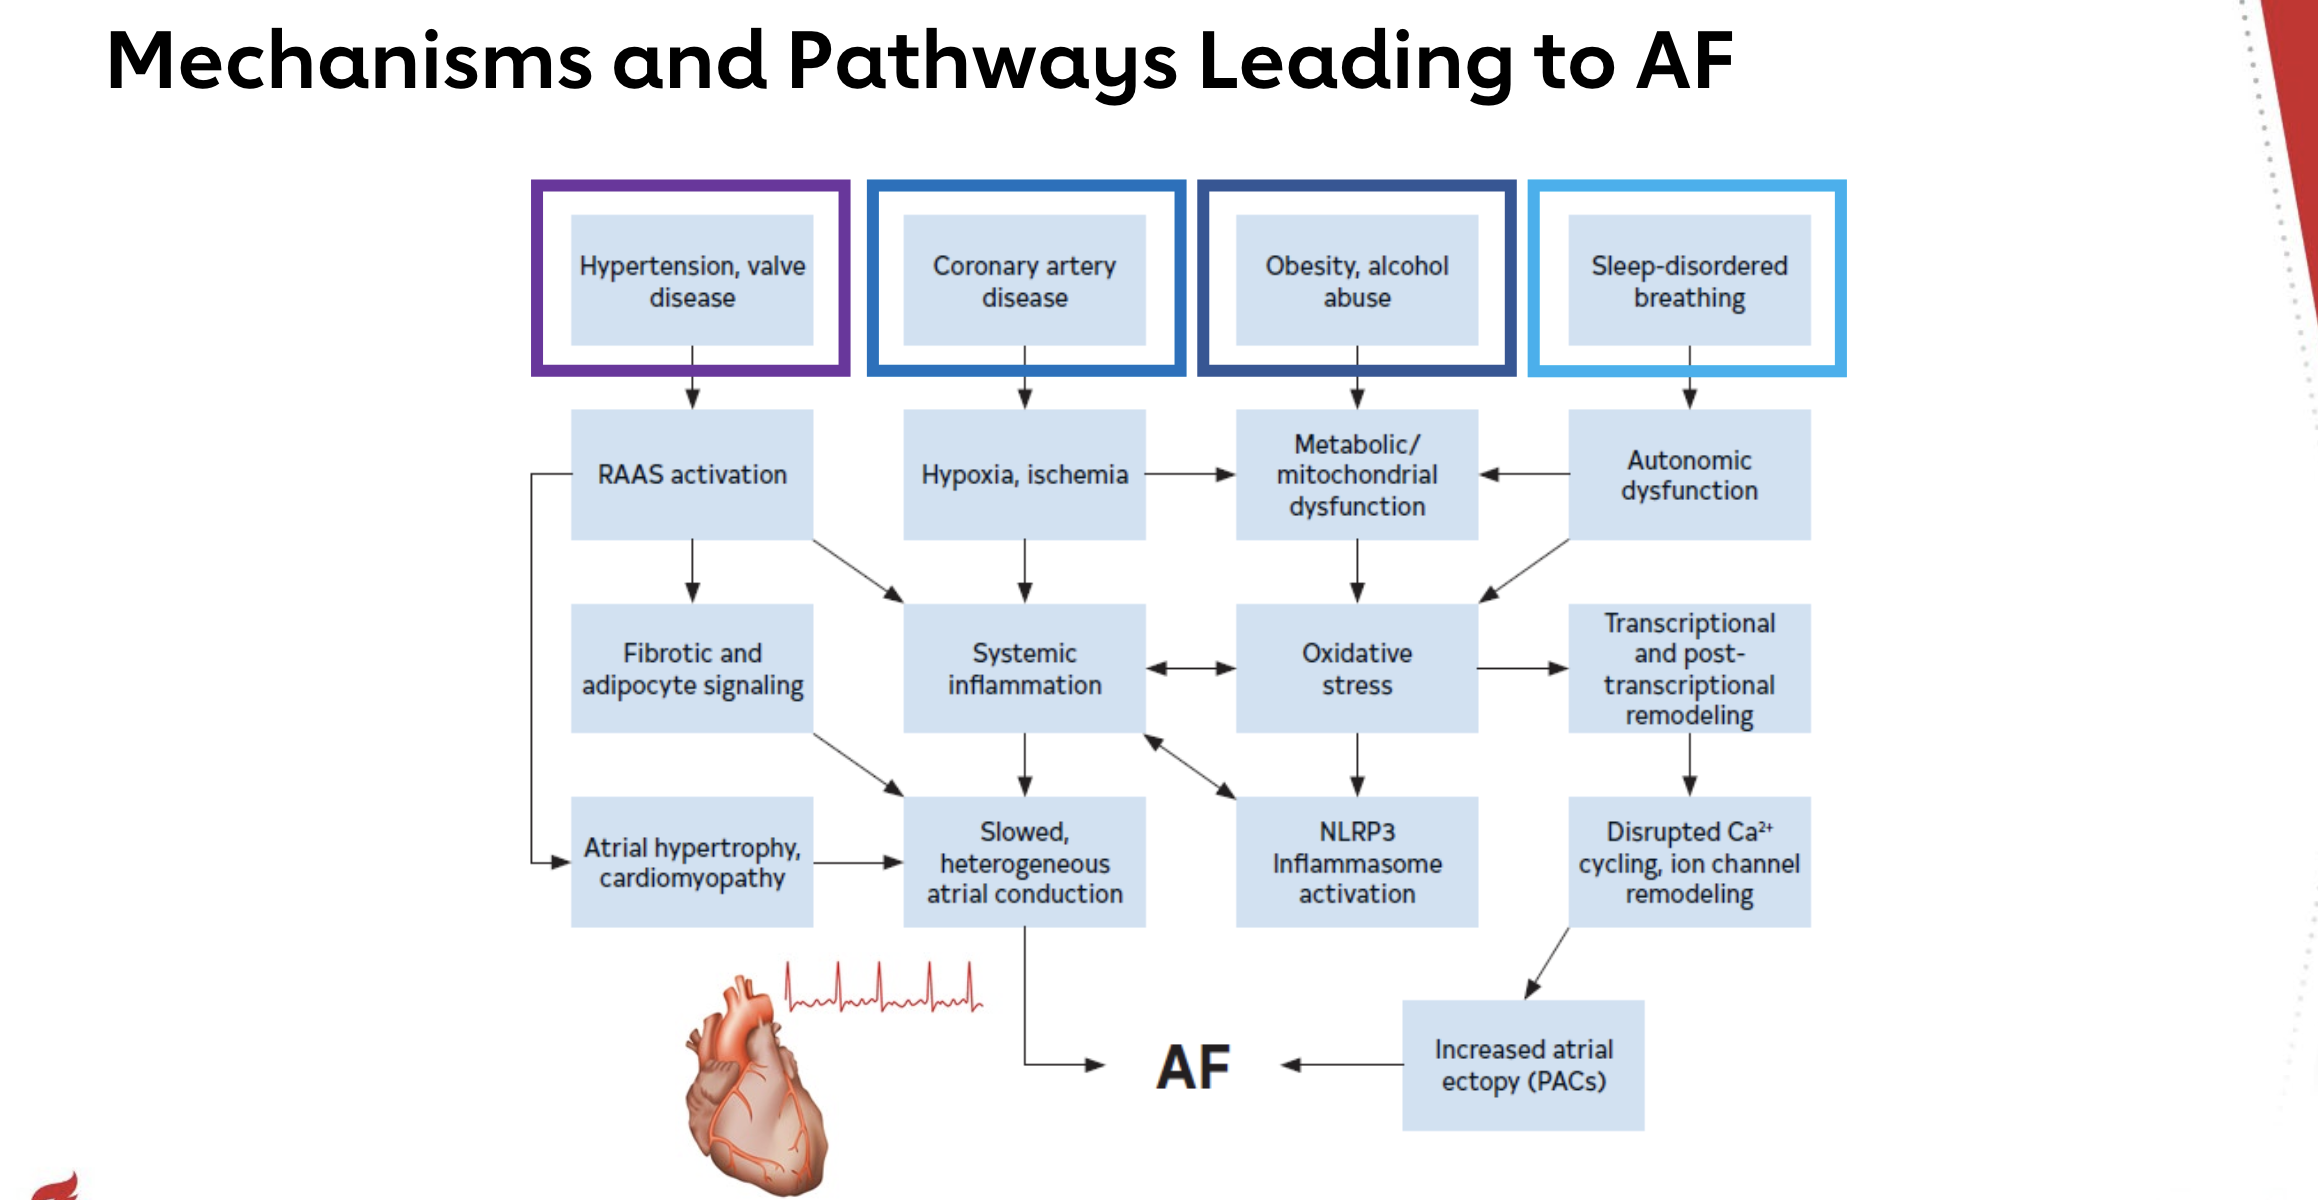 Mechanisms and Pathways Leading to AF
Hypertension, valve
disease
Coronary artery
disease
Obesity, alcohol
abuse
Sleep-disordered
breathing
RAAS activation
Hypoxia, ischemia
Metabolic/
mitochondrial
dysfunction
Autonomic
dysfunction
Fibrotic and
adipocyte signaling
Systemic
inflammation
Oxidative
stress
Transcriptional
and post-
transcriptional
remodeling
Atrial hypertrophy,
cardiomyopathy
Slowed,
heterogeneous
atrial conduction
NLRP3
Inflammasome
activation
Disrupted Ca²⁺
cycling, ion channel
remodeling
AF
Increased atrial
ectopy (PACs)